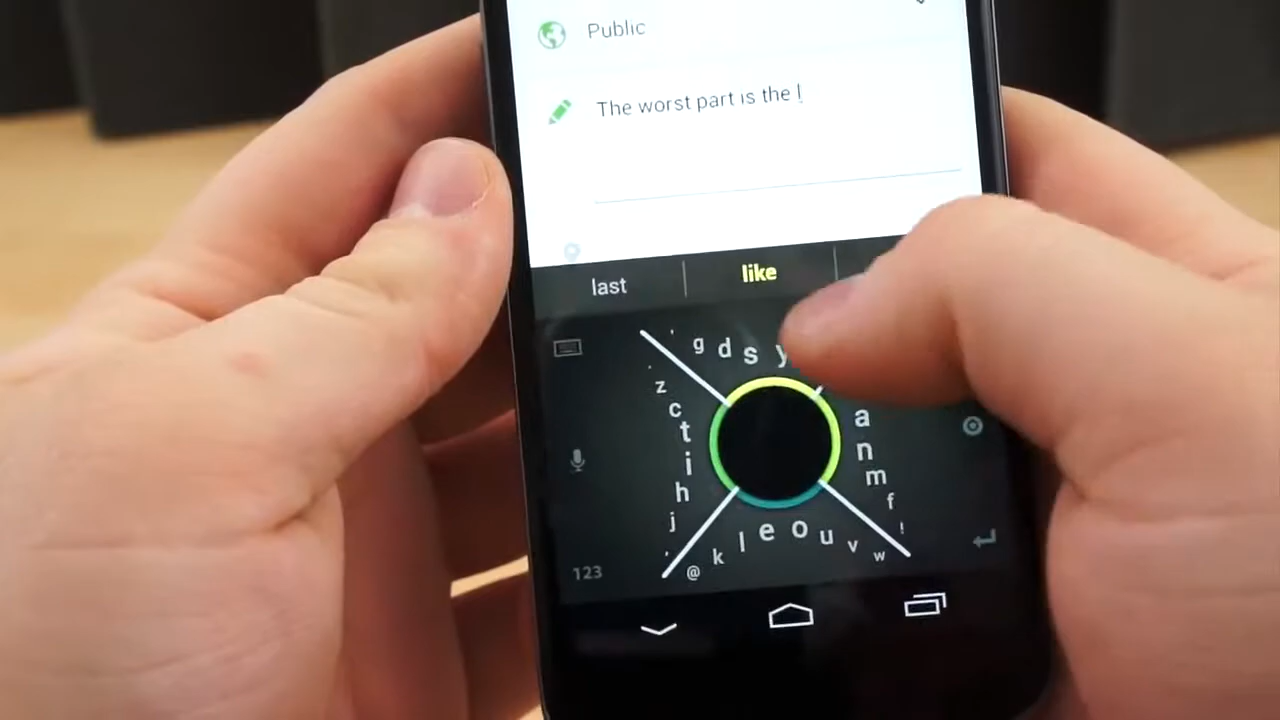 Public
The worst part is the l
last like
g d s y
z
c
t
i
h
j
a
n
m
f
!
@ k l e o u v w
123